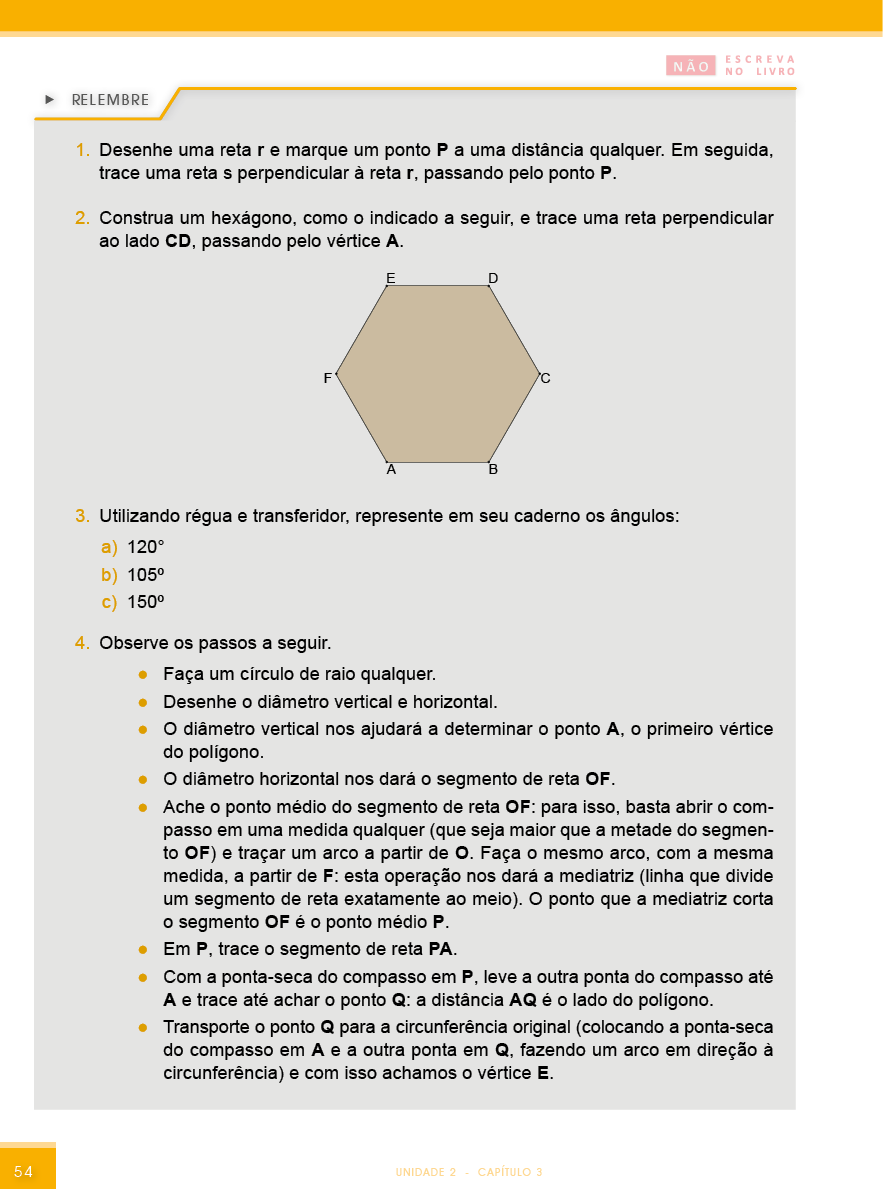 NÃO
ESCREVA
NO LIVRO
RELEMBRE
1. Desenhe uma reta r e marque um ponto P a uma distância qualquer. Em seguida,
trace uma reta s perpendicular à reta r, passando pelo ponto P.
2. Construa um hexágono, como o indicado a seguir, e trace uma reta perpendicular
ao lado CD, passando pelo vértice A.
E D
F C
A B
3. Utilizando régua e transferidor, represente em seu caderno os ângulos:
a) 120°
b) 105º
c) 150º
4. Observe os passos a seguir.
● Faça um círculo de raio qualquer.
● Desenhe o diâmetro vertical e horizontal.
● O diâmetro vertical nos ajudará a determinar o ponto A, o primeiro vértice
do polígono.
● O diâmetro horizontal nos dará o segmento de reta OF.
● Ache o ponto médio do segmento de reta OF: para isso, basta abrir o com-
passo em uma medida qualquer (que seja maior que a metade do segmen-
to OF) e traçar um arco a partir de O. Faça o mesmo arco, com a mesma
medida, a partir de F: esta operação nos dará a mediatriz (linha que divide
um segmento de reta exatamente ao meio). O ponto que a mediatriz corta
o segmento OF é o ponto médio P.
● Em P, trace o segmento de reta PA.
● Com a ponta-seca do compasso em P, leve a outra ponta do compasso até
A e trace até achar o ponto Q: a distância AQ é o lado do polígono.
● Transporte o ponto Q para a circunferência original (colocando a ponta-seca
do compasso em A e a outra ponta em Q, fazendo um arco em direção à
circunferência) e com isso achamos o vértice E.
54
UNIDADE 2 - CAPÍTULO 3